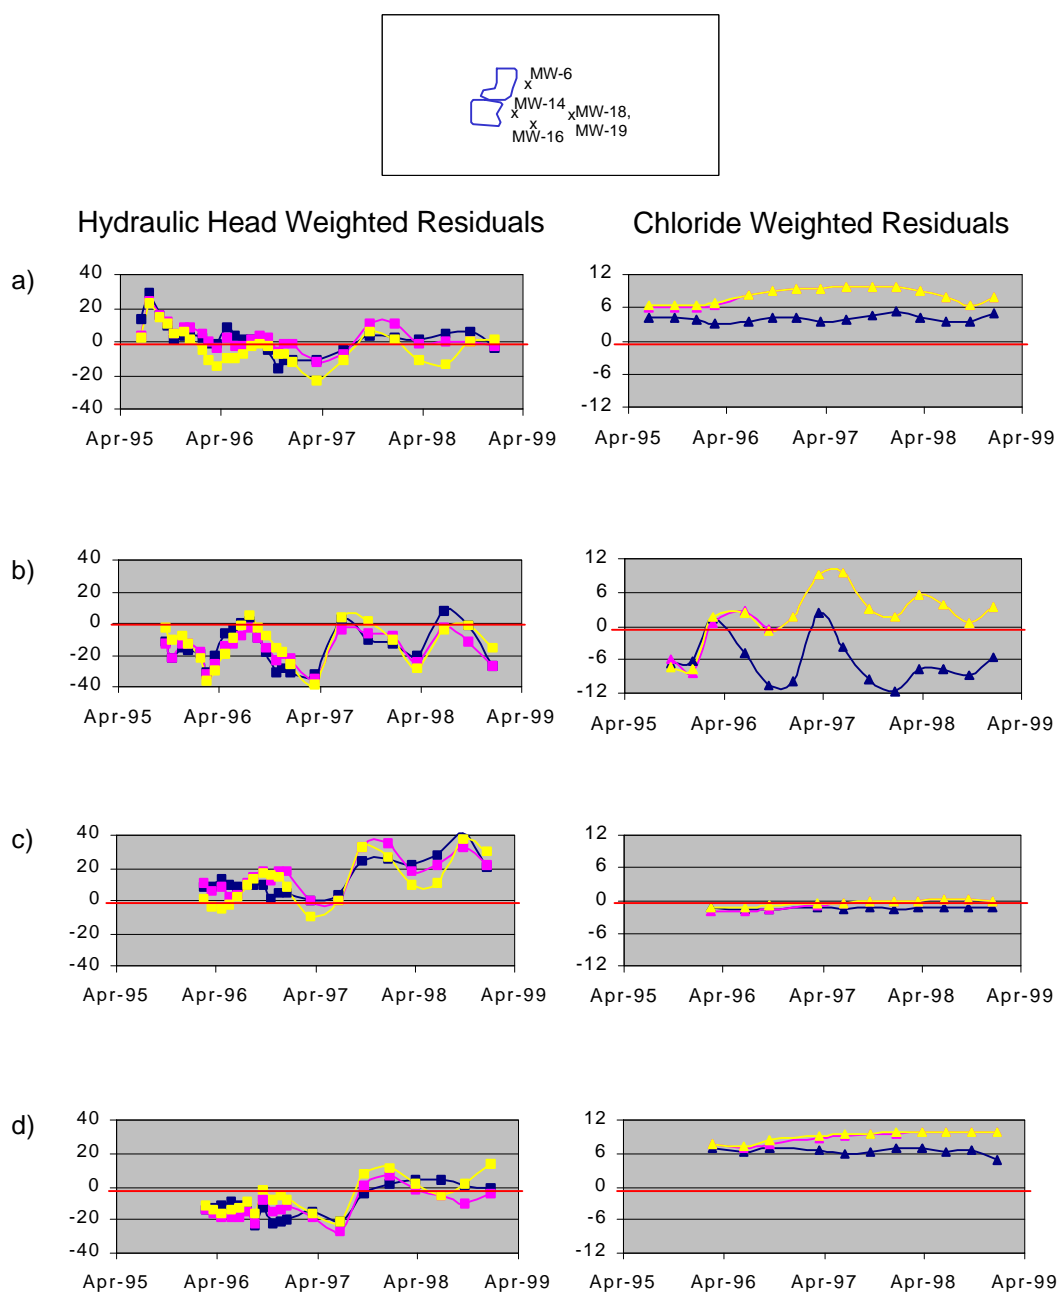 x MW-6
x MW-14
x MW-18,
x
MW-16
MW-19
Hydraulic Head Weighted Residuals
Chloride Weighted Residuals
a)
40
20
0
-20
-40
Apr-95 Apr-96 Apr-97 Apr-98 Apr-99
12
6
0
-6
-12
Apr-95 Apr-96 Apr-97 Apr-98 Apr-99
b)
40
20
0
-20
-40
Apr-95 Apr-96 Apr-97 Apr-98 Apr-99
12
6
0
-6
-12
Apr-95 Apr-96 Apr-97 Apr-98 Apr-99
c)
40
20
0
-20
-40
Apr-95 Apr-96 Apr-97 Apr-98 Apr-99
12
6
0
-6
-12
Apr-95 Apr-96 Apr-97 Apr-98 Apr-99
d)
40
20
0
-20
-40
Apr-95 Apr-96 Apr-97 Apr-98 Apr-99
12
6
0
-6
-12
Apr-95 Apr-96 Apr-97 Apr-98 Apr-99